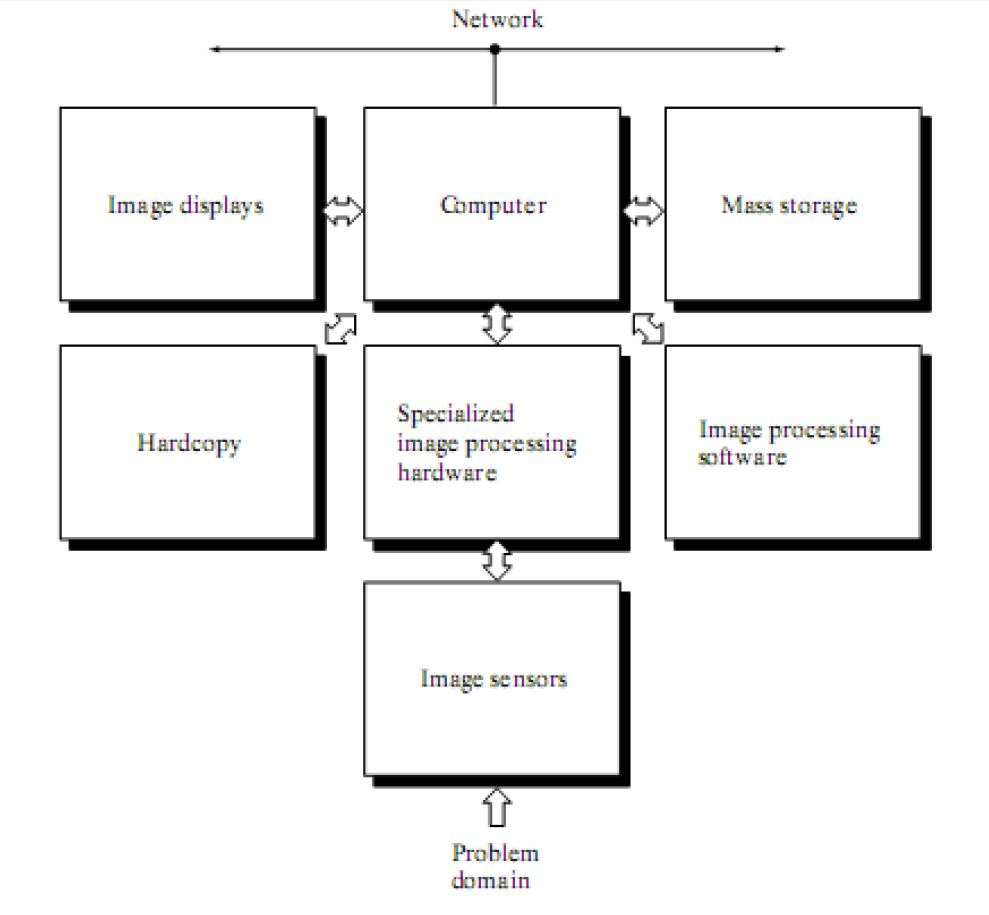 Network
Image displays
Computer
Mass storage
Hardcopy
Specialized
image processing
hardware
Image processing
software
Image sensors
Problem
domain